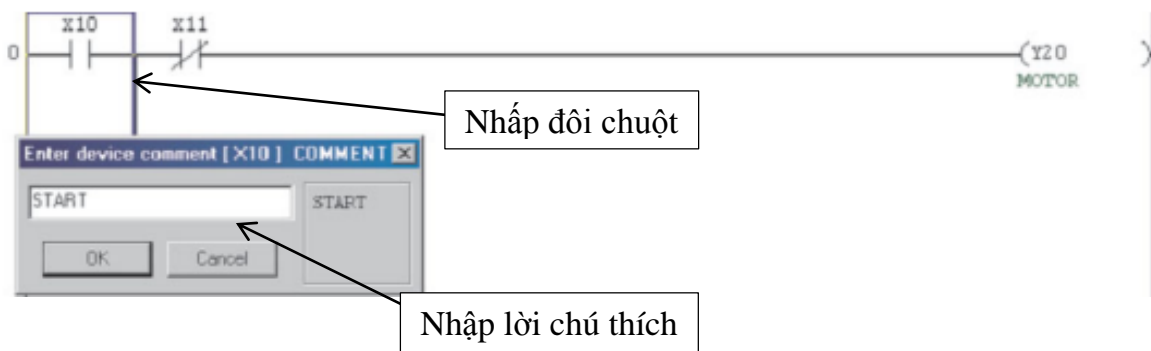 X10 X11
0 (Y20 )
MOTOR
Nhấp đôi chuột
Enter device comment [X10 ] COMMENT
START START
OK Cancel
Nhập lời chú thích